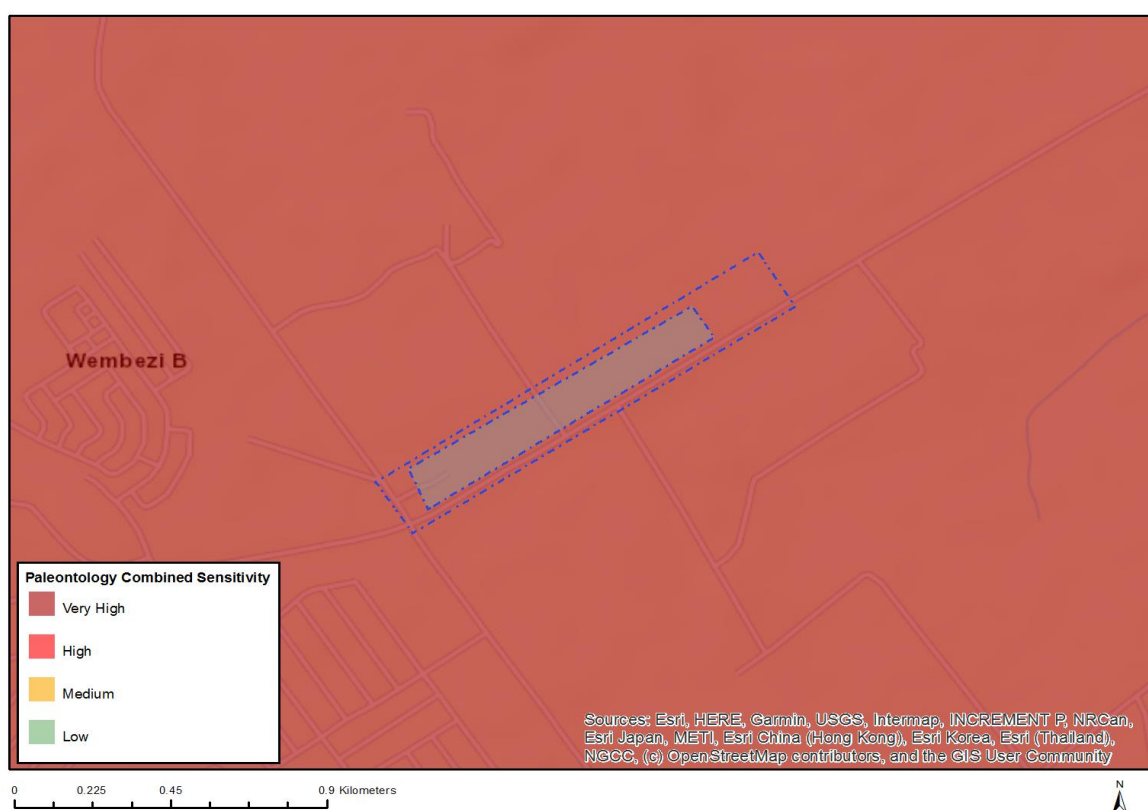 Wembezi B
Paleontology Combined Sensitivity
Very High
High
Medium
Low
Sources: Esri, HERE, Garmin, USGS, Intermap, INCREMENT P, NRCan,
Esri Japan, METI, Esri China (Hong Kong), Esri Korea, Esri (Thailand),
NGCC, (c) OpenStreetMap contributors, and the GIS User Community
0 0.225 0.45 0.9 Kilometers
N